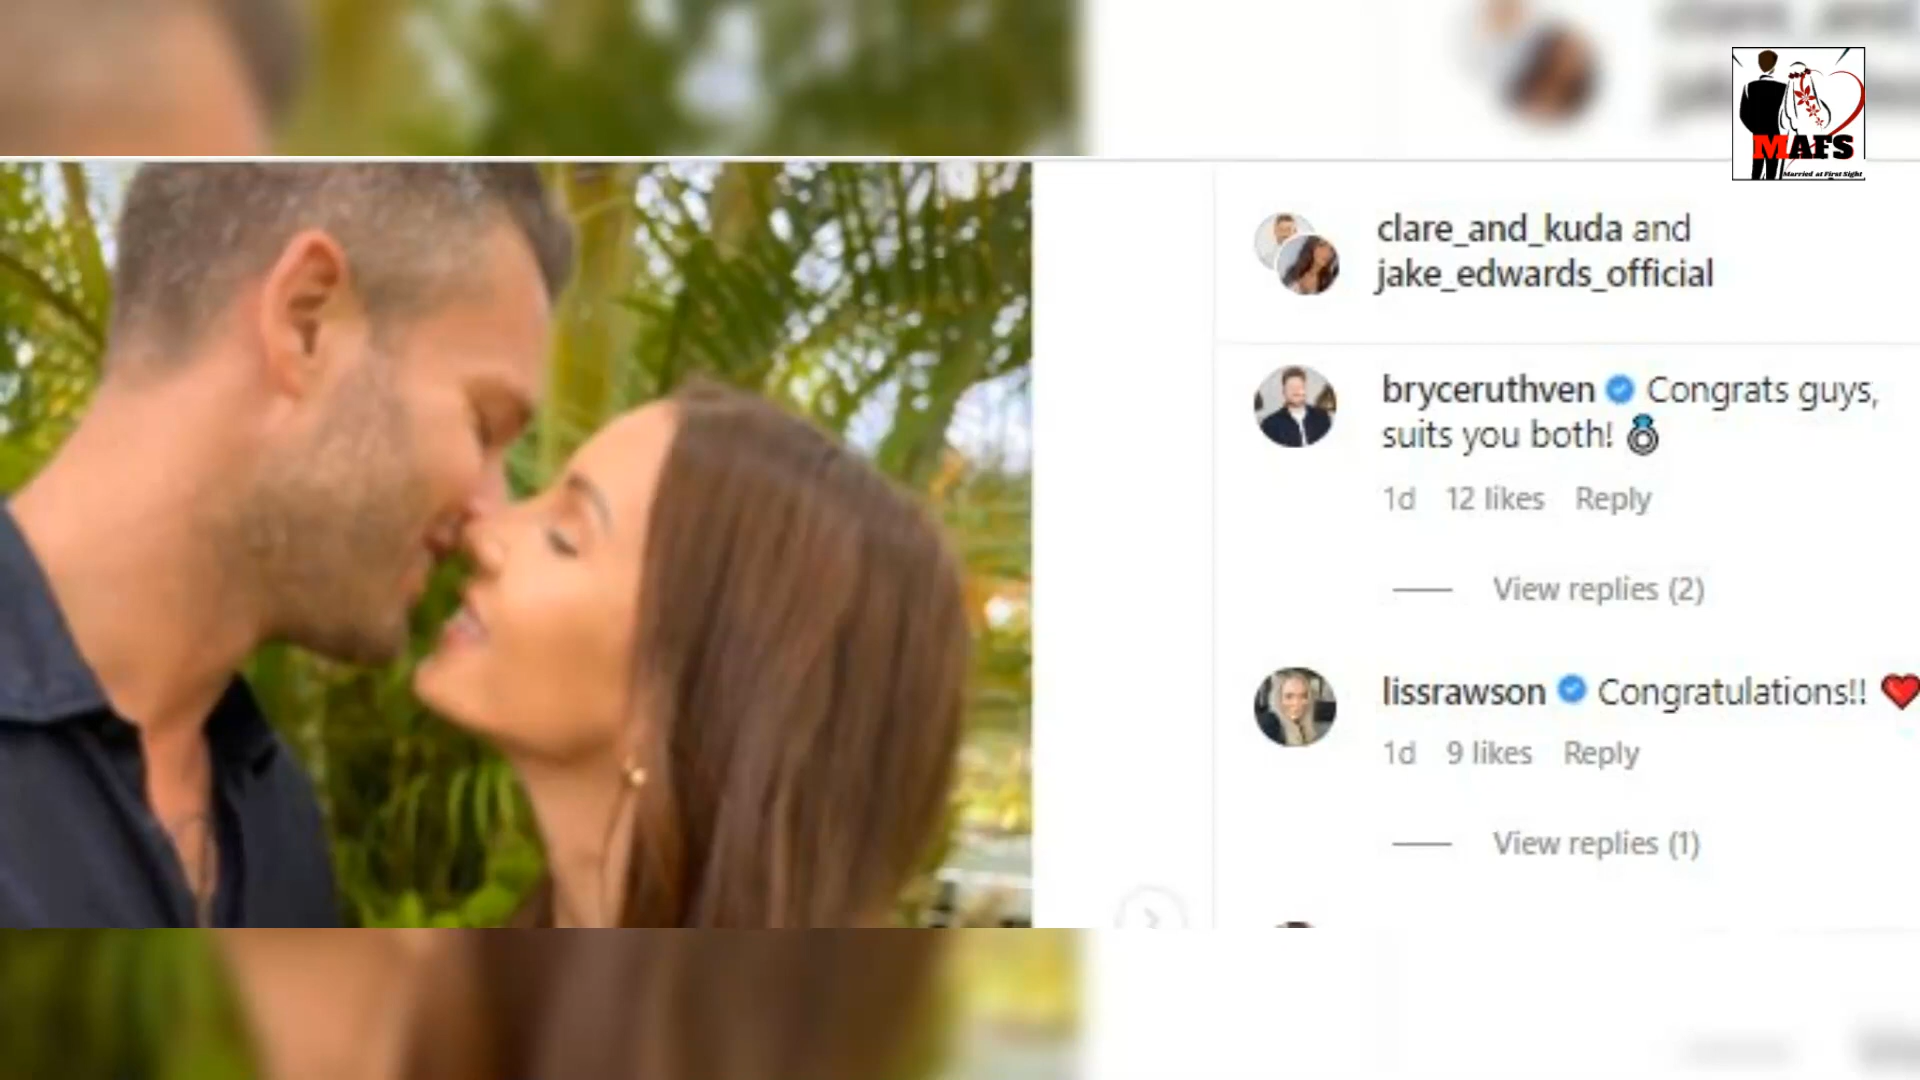 MAFS
Married at First Sight
clare_and_kuda and
jake_edwards_official
bryceruthven Congrats guys,
suits you both! 💍
1d 12 likes Reply
View replies (2)
lissrawson Congratulations!! ❤️
1d 9 likes Reply
View replies (1)